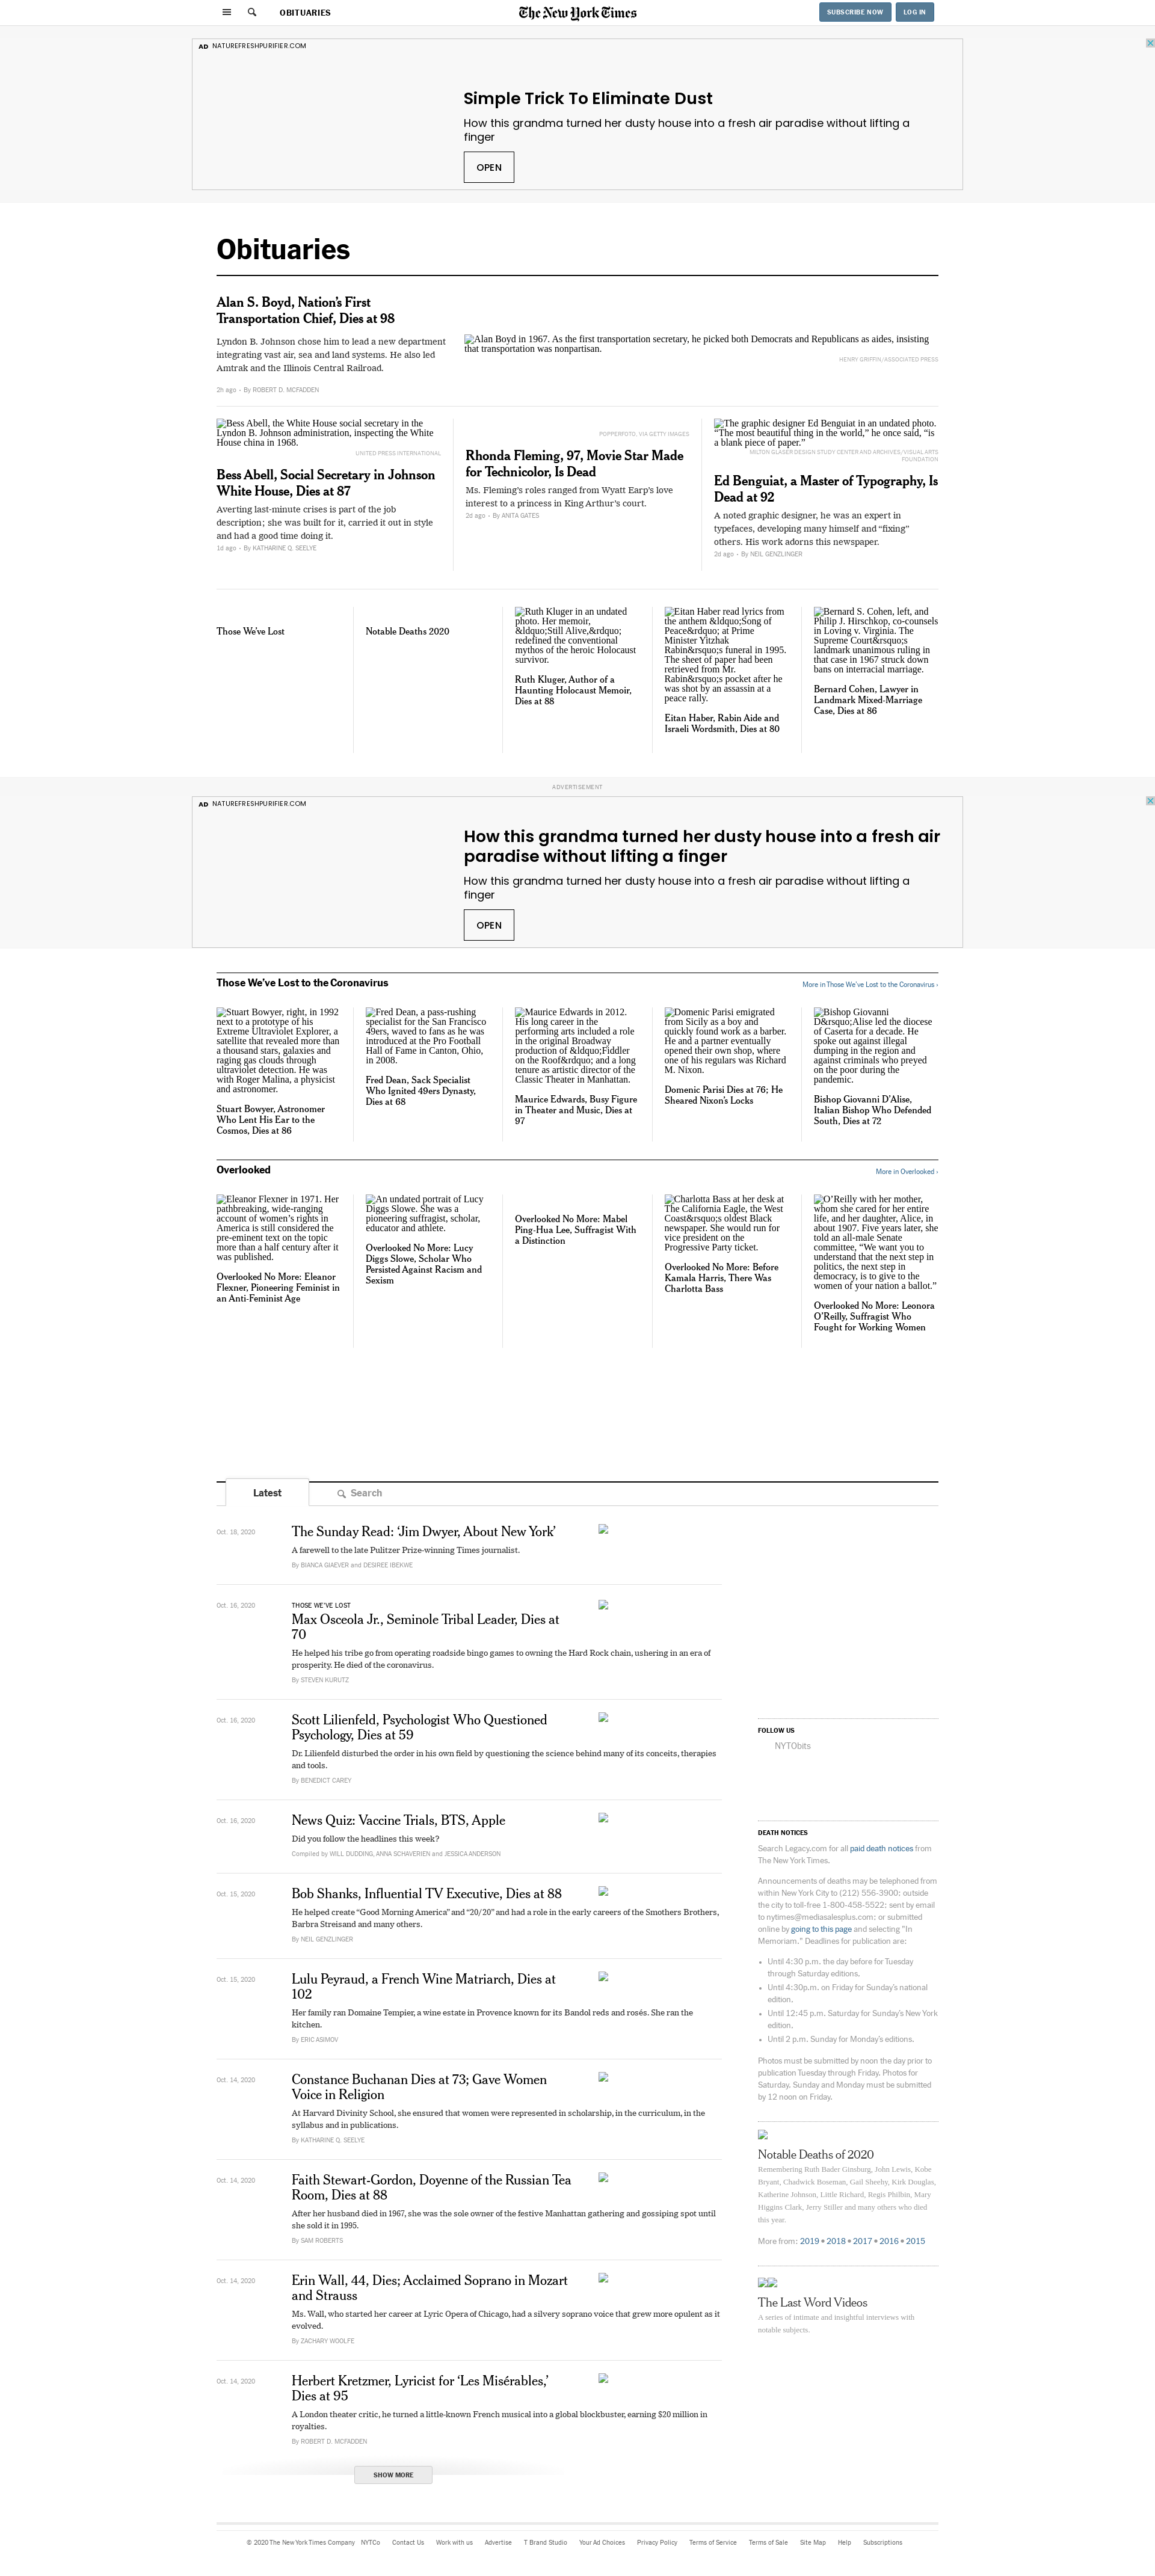 OBITUARIES
The New York Times
SUBSCRIBE NOW
LOG IN
AD NATUREFRESHPURIFIER.COM
Simple Trick To Eliminate Dust
How this grandma turned her dusty house into a fresh air paradise without lifting a
finger
OPEN
Obituaries
Alan S. Boyd, Nation’s First
Transportation Chief, Dies at 98
Lyndon B. Johnson chose him to lead a new department
integrating vast air, sea and land systems. He also led
Amtrak and the Illinois Central Railroad.
2h ago - By ROBERT D. MCFADDEN
Alan Boyd in 1967. As the first transportation secretary, he picked both Democrats and Republicans as aides, insisting
that transportation was nonpartisan.
HENRY GRIFFIN/ASSOCIATED PRESS
Bess Abell, the White House social secretary in the
Lyndon B. Johnson administration, inspecting the White
House china in 1968.
UNITED PRESS INTERNATIONAL
Bess Abell, Social Secretary in Johnson
White House, Dies at 87
Averting last-minute crises is part of the job
description; she was built for it, carried it out in style
and had a good time doing it.
1d ago - By KATHARINE Q. SEELYE
POPPERFOTO, VIA GETTY IMAGES
Rhonda Fleming, 97, Movie Star Made
for Technicolor, Is Dead
Ms. Fleming’s roles ranged from Wyatt Earp’s love
interest to a princess in King Arthur’s court.
2d ago - By ANITA GATES
The graphic designer Ed Benguiat in an undated photo.
“The most beautiful thing in the world,” he once said, “is
a blank piece of paper.”
MILTON GLASER DESIGN STUDY CENTER AND ARCHIVES/VISUAL ARTS
FOUNDATION
Ed Benguiat, a Master of Typography, Is
Dead at 92
A noted graphic designer, he was an expert in
typefaces, developing many himself and “fixing”
others. His work adorns this newspaper.
2d ago - By NEIL GENZLINGER
Those We’ve Lost
Notable Deaths 2020
Ruth Kluger in an undated
photo. Her memoir,
&ldquo;Still Alive,&rdquo;
redefined the conventional
mythos of the heroic Holocaust
survivor.
Ruth Kluger, Author of a
Haunting Holocaust Memoir,
Dies at 88
Eitan Haber read lyrics from
the anthem &ldquo;Song of
Peace&rdquo; at Prime
Minister Yitzhak
Rabin&rsquo;s funeral in 1995.
The sheet of paper had been
retrieved from Mr.
Rabin&rsquo;s pocket after he
was shot by an assassin at a
peace rally.
Eitan Haber, Rabin Aide and
Israeli Wordsmith, Dies at 80
Bernard S. Cohen, left, and
Philip J. Hirschkop, co-counsels
in Loving v. Virginia. The
Supreme Court&rsquo;s
landmark unanimous ruling in
that case in 1967 struck down
bans on interracial marriage.
Bernard Cohen, Lawyer in
Landmark Mixed-Marriage
Case, Dies at 86
ADVERTISEMENT
AD NATUREFRESHPURIFIER.COM
How this grandma turned her dusty house into a fresh air
paradise without lifting a finger
How this grandma turned her dusty house into a fresh air paradise without lifting a
finger
OPEN
Those We’ve Lost to the Coronavirus
More in Those We’ve Lost to the Coronavirus ›
Stuart Bowyer, right, in 1992
next to a prototype of his
Extreme Ultraviolet Explorer, a
satellite that revealed more than
a thousand stars, galaxies and
raging gas clouds through
ultraviolet detection. He was
with Roger Malina, a physicist
and astronomer.
Stuart Bowyer, Astronomer
Who Lent His Ear to the
Cosmos, Dies at 86
Fred Dean, a pass-rushing
specialist for the San Francisco
49ers, waved to fans as he was
introduced at the Pro Football
Hall of Fame in Canton, Ohio,
in 2008.
Fred Dean, Sack Specialist
Who Ignited 49ers Dynasty,
Dies at 68
Maurice Edwards in 2012.
His long career in the
performing arts included a role
in the original Broadway
production of &ldquo;Fiddler
on the Roof&rdquo; and a long
tenure as artistic director of the
Classic Theater in Manhattan.
Maurice Edwards, Busy Figure
in Theater and Music, Dies at
97
Domenic Parisi emigrated
from Sicily as a boy and
quickly found work as a barber.
He and a partner eventually
opened their own shop, where
one of his regulars was Richard
M. Nixon.
Domenic Parisi Dies at 76; He
Sheared Nixon’s Locks
Bishop Giovanni
D&rsquo;Alise led the diocese
of Caserta for a decade. He
spoke out against illegal
dumping in the region and
against criminals who preyed
on the poor during the
pandemic.
Bishop Giovanni D’Alise,
Italian Bishop Who Defended
South, Dies at 72
Overlooked
More in Overlooked ›
Eleanor Flexner in 1971. Her
pathbreaking, wide-ranging
account of women’s rights in
America is still considered the
pre-eminent text on the topic
more than a half century after it
was published.
Overlooked No More: Eleanor
Flexner, Pioneering Feminist in
an Anti-Feminist Age
An undated portrait of Lucy
Diggs Slowe. She was a
pioneering suffragist, scholar,
educator and athlete.
Overlooked No More: Lucy
Diggs Slowe, Scholar Who
Persisted Against Racism and
Sexism
Overlooked No More: Mabel
Ping-Hua Lee, Suffragist With
a Distinction
Charlotta Bass at her desk at
The California Eagle, the West
Coast&rsquo;s oldest Black
newspaper. She would run for
vice president on the
Progressive Party ticket.
Overlooked No More: Before
Kamala Harris, There Was
Charlotta Bass
O’Reilly with her mother,
whom she cared for her entire
life, and her daughter, Alice, in
about 1907. Five years later, she
told an all-male Senate
committee, “We want you to
understand that the next step in
politics, the next step in
democracy, is to give to the
women of your nation a ballot.”
Overlooked No More: Leonora
O’Reilly, Suffragist Who
Fought for Working Women
Latest
Search
Oct. 18, 2020
The Sunday Read: ‘Jim Dwyer, About New York’
A farewell to the late Pulitzer Prize-winning Times journalist.
By BIANCA GIAEVER and DESIREE IBEKWE
Oct. 16, 2020
THOSE WE’VE LOST
Max Osceola Jr., Seminole Tribal Leader, Dies at
70
He helped his tribe go from operating roadside bingo games to owning the Hard Rock chain, ushering in an era of
prosperity. He died of the coronavirus.
By STEVEN KURUTZ
Oct. 16, 2020
Scott Lilienfeld, Psychologist Who Questioned
Psychology, Dies at 59
Dr. Lilienfeld disturbed the order in his own field by questioning the science behind many of its conceits, therapies
and tools.
By BENEDICT CAREY
Oct. 16, 2020
News Quiz: Vaccine Trials, BTS, Apple
Did you follow the headlines this week?
Compiled by WILL DUDDING, ANNA SCHAVERIEN and JESSICA ANDERSON
Oct. 15, 2020
Bob Shanks, Influential TV Executive, Dies at 88
He helped create “Good Morning America” and “20/20” and had a role in the early careers of the Smothers Brothers,
Barbra Streisand and many others.
By NEIL GENZLINGER
Oct. 15, 2020
Lulu Peyraud, a French Wine Matriarch, Dies at
102
Her family ran Domaine Tempier, a wine estate in Provence known for its Bandol reds and rosés. She ran the
kitchen.
By ERIC ASIMOV
Oct. 14, 2020
Constance Buchanan Dies at 73; Gave Women
Voice in Religion
At Harvard Divinity School, she ensured that women were represented in scholarship, in the curriculum, in the
syllabus and in publications.
By KATHARINE Q. SEELYE
Oct. 14, 2020
Faith Stewart-Gordon, Doyenne of the Russian Tea
Room, Dies at 88
After her husband died in 1967, she was the sole owner of the festive Manhattan gathering and gossiping spot until
she sold it in 1995.
By SAM ROBERTS
Oct. 14, 2020
Erin Wall, 44, Dies; Acclaimed Soprano in Mozart
and Strauss
Ms. Wall, who started her career at Lyric Opera of Chicago, had a silvery soprano voice that grew more opulent as it
evolved.
By ZACHARY WOOLFE
Oct. 14, 2020
Herbert Kretzmer, Lyricist for ‘Les Misérables,’
Dies at 95
A London theater critic, he turned a little-known French musical into a global blockbuster, earning $20 million in
royalties.
By ROBERT D. MCFADDEN
SHOW MORE
FOLLOW US
NYTObits
DEATH NOTICES
Search Legacy.com for all paid death notices from
The New York Times.
Announcements of deaths may be telephoned from
within New York City to (212) 556-3900; outside
the city to toll-free 1-800-458-5522; sent by email
to nytimes@mediasalesplus.com; or submitted
online by going to this page and selecting "In
Memoriam." Deadlines for publication are:
• Until 4:30 p.m. the day before for Tuesday
through Saturday editions.
• Until 4:30p.m. on Friday for Sunday’s national
edition.
• Until 12:45 p.m. Saturday for Sunday’s New York
edition.
• Until 2 p.m. Sunday for Monday’s editions.
Photos must be submitted by noon the day prior to
publication Tuesday through Friday. Photos for
Saturday, Sunday and Monday must be submitted
by 12 noon on Friday.
Notable Deaths of 2020
Remembering Ruth Bader Ginsburg, John Lewis, Kobe
Bryant, Chadwick Boseman, Gail Sheehy, Kirk Douglas,
Katherine Johnson, Little Richard, Regis Philbin, Mary
Higgins Clark, Jerry Stiller and many others who died
this year.
More from: 2019 • 2018 • 2017 • 2016 • 2015
The Last Word Videos
A series of intimate and insightful interviews with
notable subjects.
© 2020 The New York Times Company NYTCo Contact Us Work with us Advertise T Brand Studio Your Ad Choices Privacy Policy Terms of Service Terms of Sale Site Map Help Subscriptions